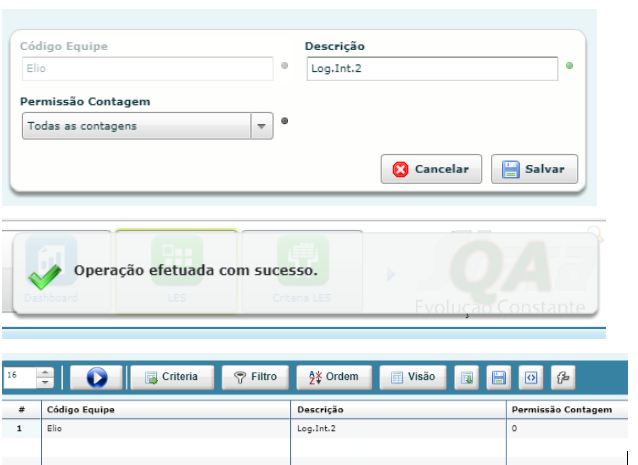 Código Equipe Descrição
Elio Log.Int.2
Permissão Contagem
Todas as contagens
Cancelar Salvar
Operação efetuada com sucesso.
Dashboard LES Criteria LES
QA
Evolução Constante
16 Criteria Filtro Ordem Visão
# Código Equipe Descrição Permissão Contagem
1 Elio Log.Int.2 0